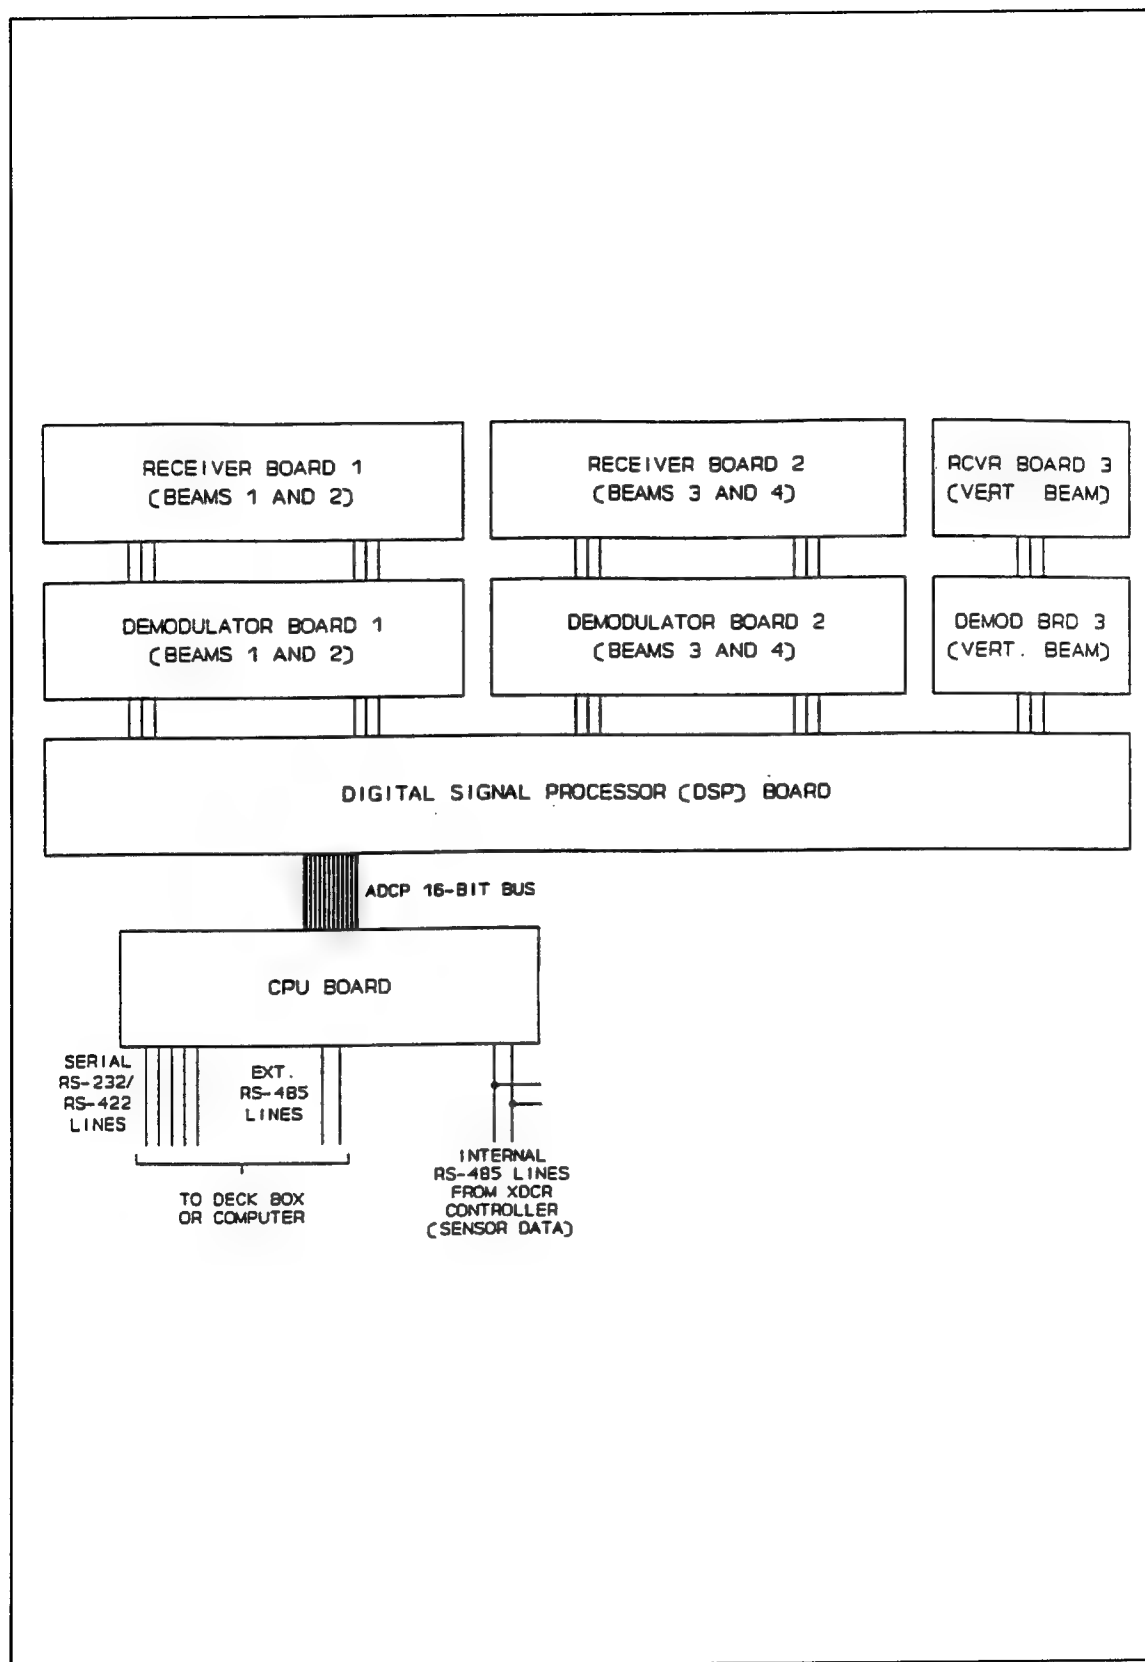 RECEIVER BOARD 1
(BEAMS 1 AND 2)
RECEIVER BOARD 2
(BEAMS 3 AND 4)
RCVR BOARD 3
(VERT BEAM)
DEMODULATOR BOARD 1
(BEAMS 1 AND 2)
DEMODULATOR BOARD 2
(BEAMS 3 AND 4)
DEMOD BRD 3
(VERT. BEAM)
DIGITAL SIGNAL PROCESSOR (DSP) BOARD
ADCP 16-BIT BUS
CPU BOARD
SERIAL
RS-232/
RS-422
LINES
EXT.
RS-485
LINES
TO DECK BOX
OR COMPUTER
INTERNAL
RS-485 LINES
FROM XDCR
CONTROLLER
(SENSOR DATA)